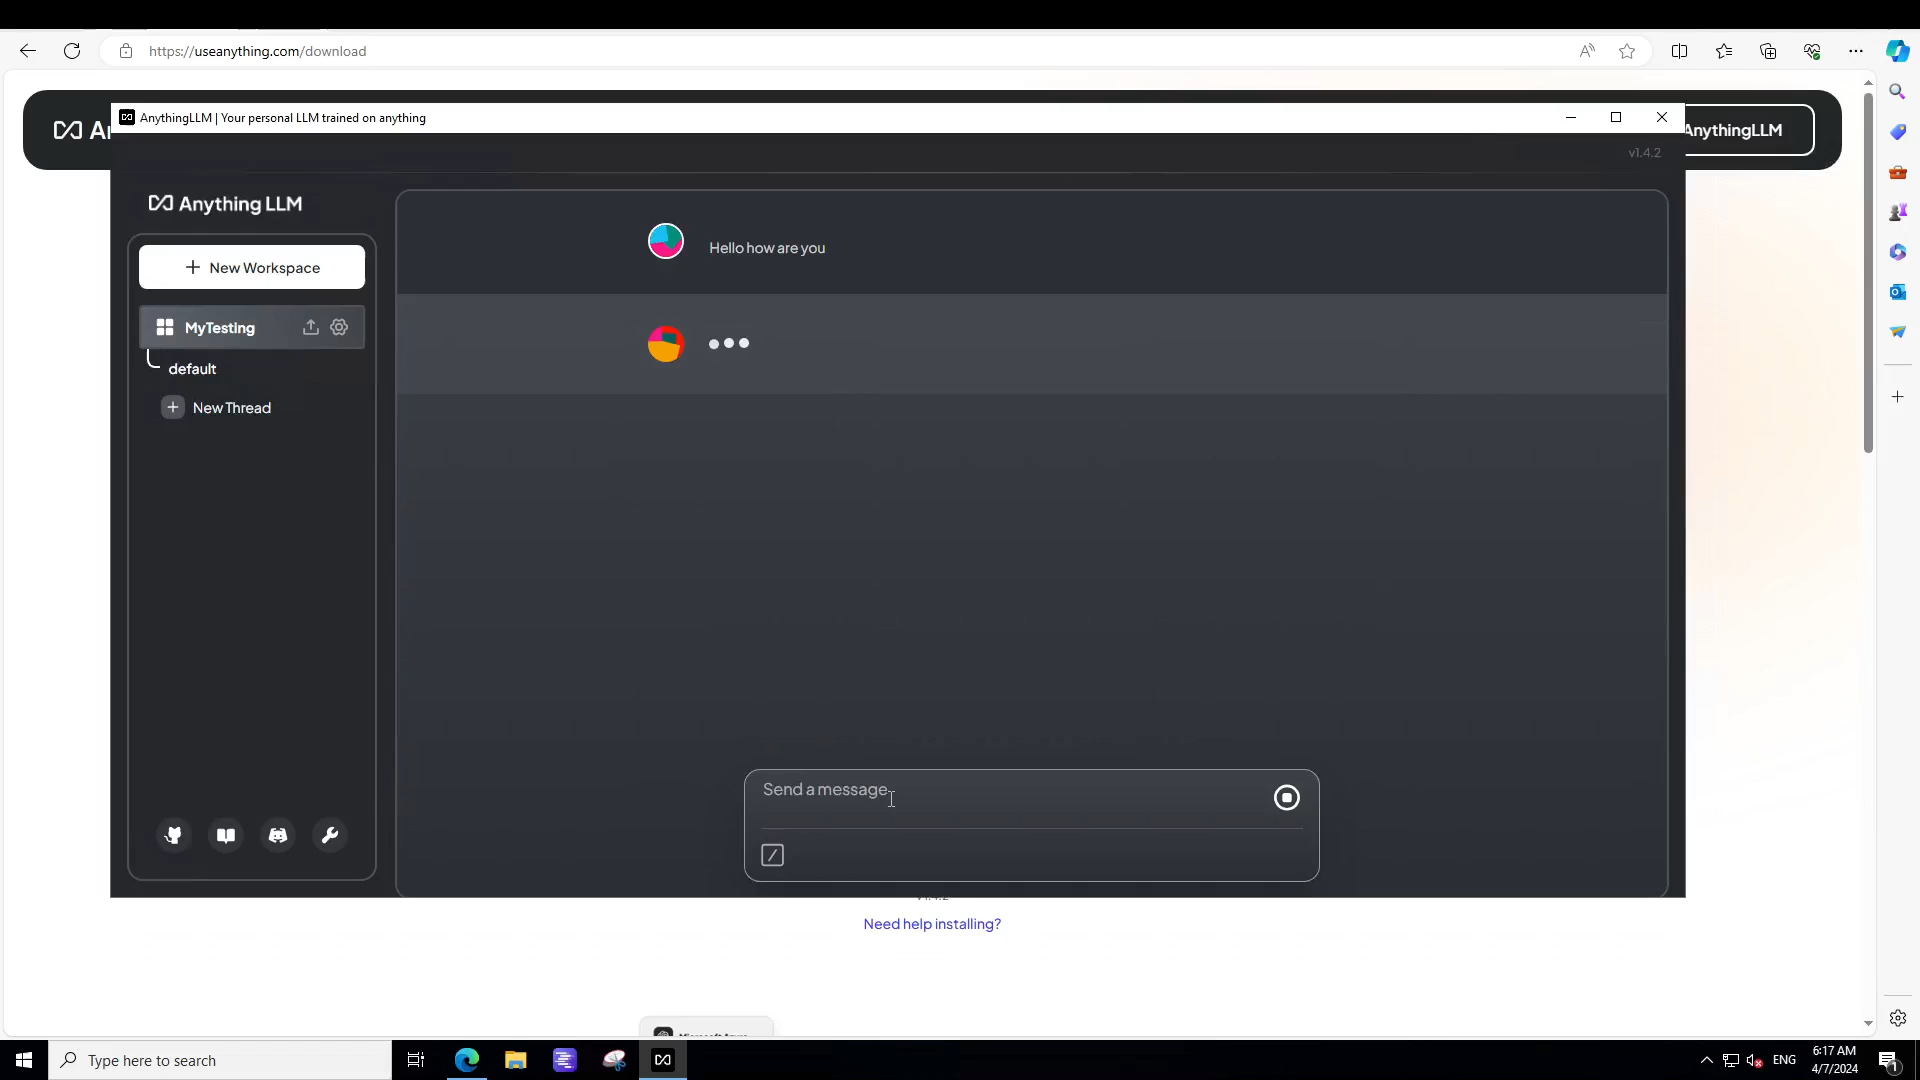 https://useanything.com/download
AnythingLLM | Your personal LLM trained on anything
AnythingLLM
v1.4.2
Anything LLM
Hello how are you
New Workspace
MyTesting
default
New Thread
Send a message
Need help installing?
Type here to search
ENG
6:17 AM
4/7/2024
1